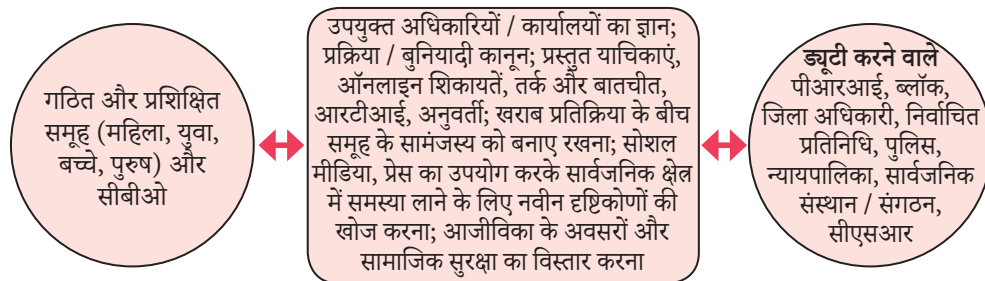 गठित और प्रशिक्षित
समूह (महिला, युवा,
बच्चे, पुरुष) और
सीबीओ
उपयुक्त अधिकारियों / कार्यालयों का ज्ञान;
प्रक्रिया / बुनियादी कानून; प्रस्तुत याचिकाएं,
ऑनलाइन शिकायतें, तर्क और बातचीत,
आरटीआई, अनुवर्ती; खराब प्रतिक्रिया के बीच
समूह के सामंजस्य को बनाए रखना; सोशल
मीडिया, प्रेस का उपयोग करके सार्वजनिक क्षेत्र
में समस्या लाने के लिए नवीन दृष्टिकोणों की
खोज करना; आजीविका के अवसरों और
सामाजिक सुरक्षा का विस्तार करना
ड्यूटी करने वाले
पीआरआई, ब्लॉक,
जिला अधिकारी, निर्वाचित
प्रतिनिधि, पुलिस,
न्यायपालिका, सार्वजनिक
संस्थान / संगठन,
सीएसआर